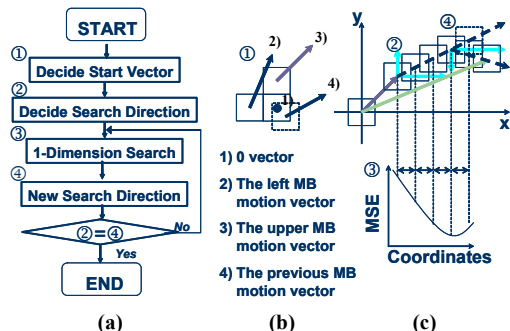 START
①
Decide Start Vector
②
Decide Search Direction
③
1-Dimension Search
④
New Search Direction
②=④
No
Yes
END
(a)
①
2)
3)
1)
4)
1) 0 vector
2) The left MB
motion vector
3) The upper MB
motion vector
4) The previous MB
motion vector
(b)
y
②
④
x
③
MSE
Coordinates
(c)